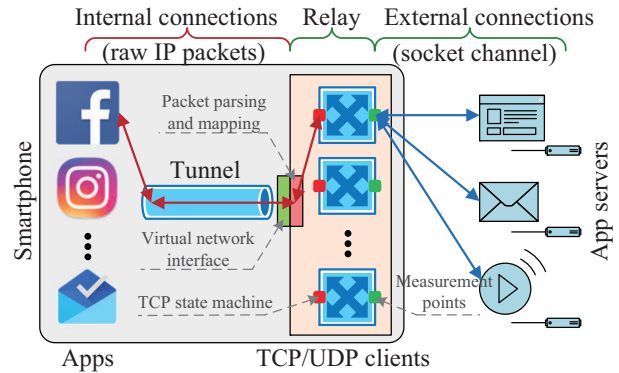 Internal connections
(raw IP packets)
Relay
External connections
(socket channel)
Smartphone
Packet parsing
and mapping
Tunnel
Virtual network
interface
TCP state machine
Measurement
points
App servers
Apps
TCP/UDP clients